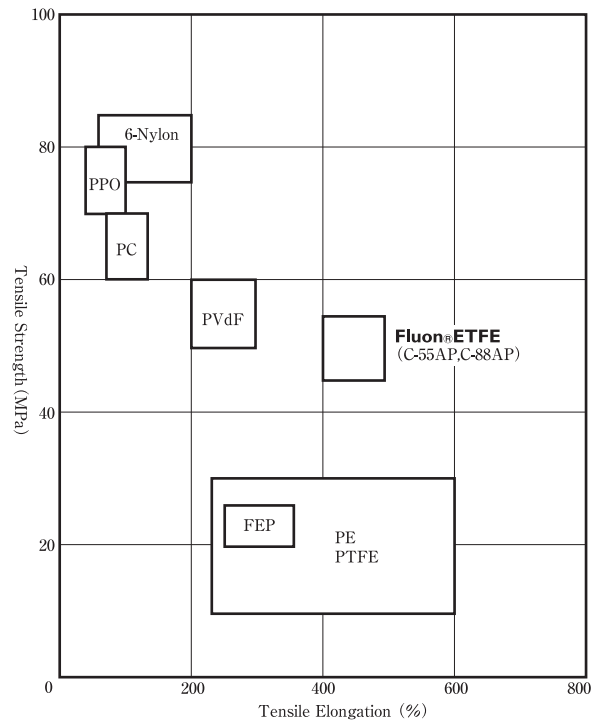 100
80
60
40
20
0
200
400
600
800
Tensile Strength (MPa)
Tensile Elongation (%)
6-Nylon
PPO
PC
PVdF
Fluon®ETFE
(C-55AP,C-88AP)
FEP
PE
PTFE